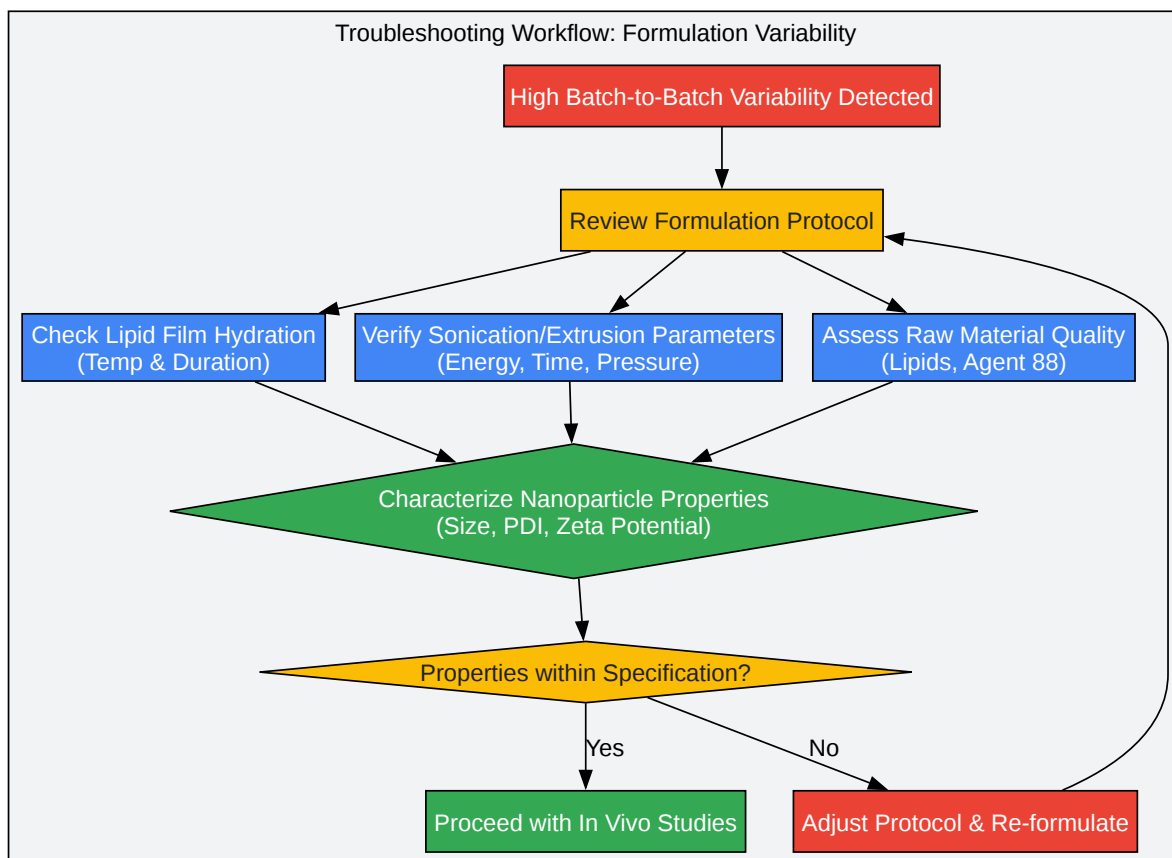 Troubleshooting Workflow: Formulation Variability
High Batch-to-Batch Variability Detected
Review Formulation Protocol
Check Lipid Film Hydration
(Temp & Duration)
Verify Sonication/Extrusion Parameters
(Energy, Time, Pressure)
Assess Raw Material Quality
(Lipids, Agent 88)
Characterize Nanoparticle Properties
(Size, PDI, Zeta Potential)
Properties within Specification?
Yes
No
Proceed with In Vivo Studies
Adjust Protocol & Re-formulate